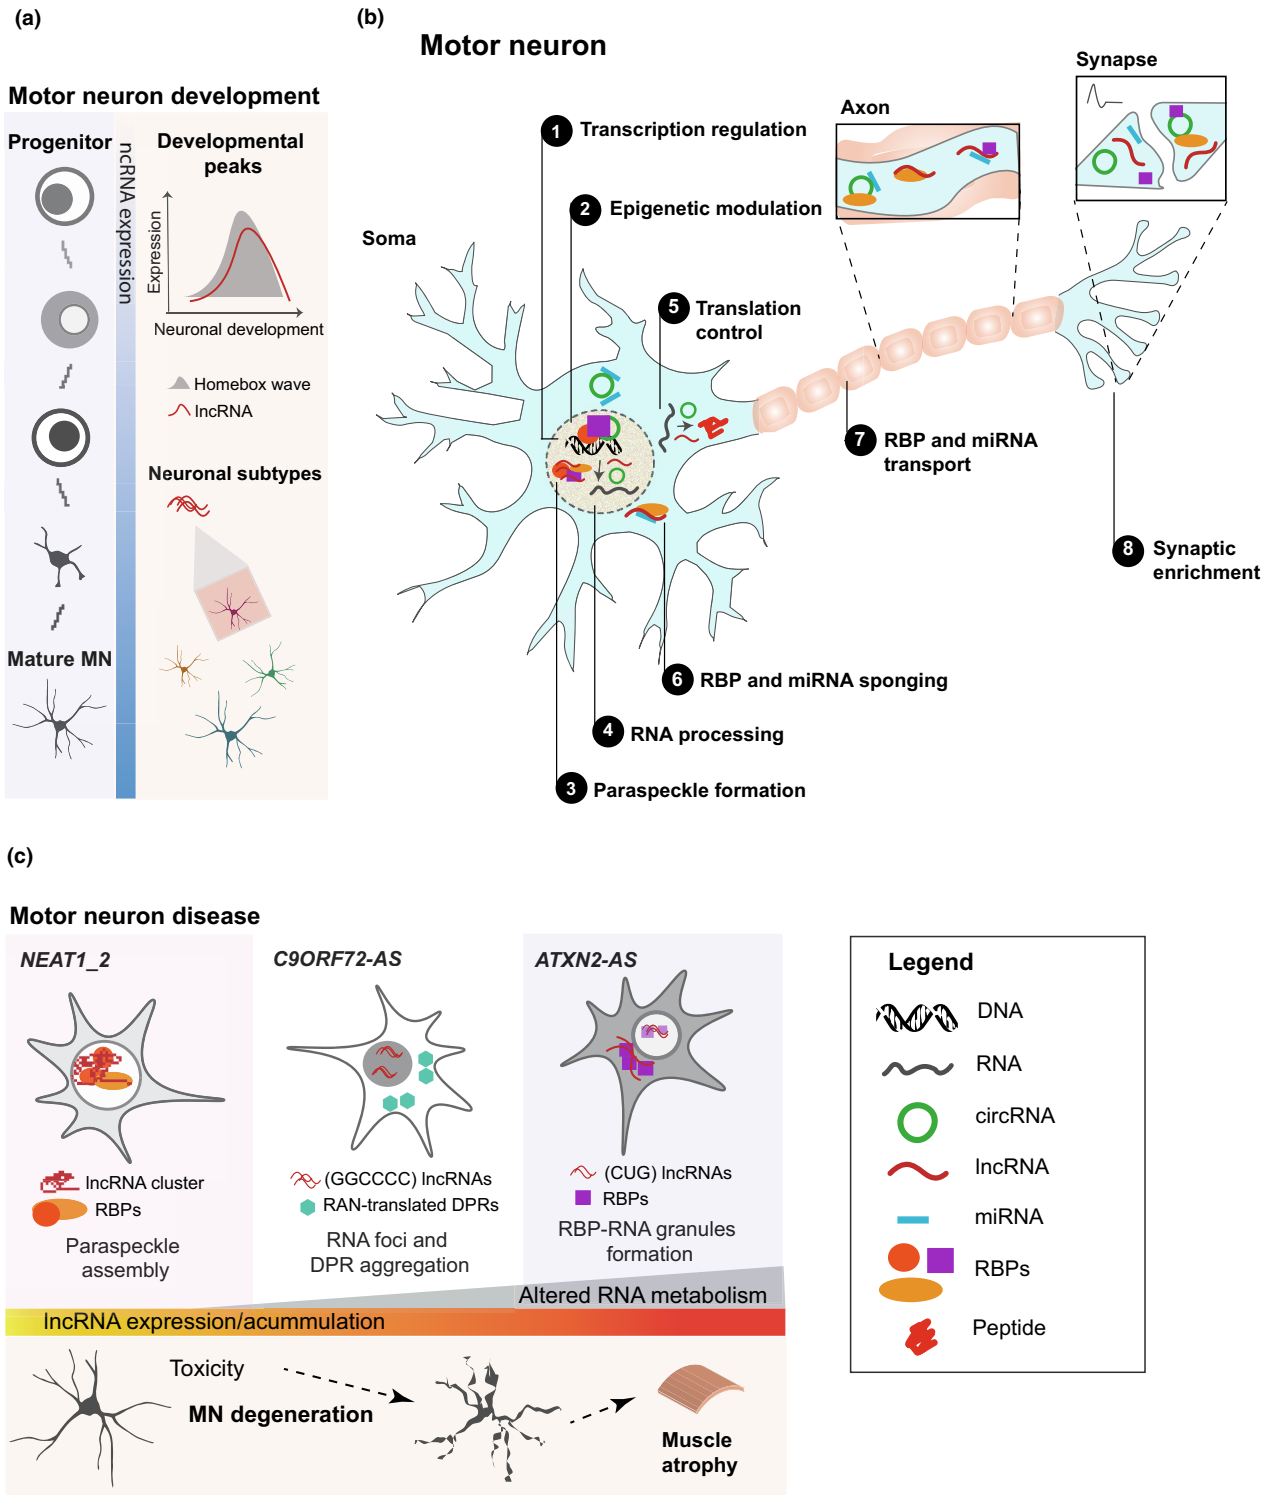 (a)
Motor neuron development
Progenitor
ncRNA expression
Developmental
peaks
Expression
Neuronal development
Homebox wave
lncRNA
Neuronal subtypes
Mature MN
(b)
Motor neuron
Synapse
Axon
1 Transcription regulation
2 Epigenetic modulation
Soma
5 Translation
control
7 RBP and miRNA
transport
8 Synaptic
enrichment
6 RBP and miRNA sponging
4 RNA processing
3 Paraspeckle formation
(c)
Motor neuron disease
NEAT1_2
lncRNA cluster
RBPs
Paraspeckle
assembly
C9ORF72-AS
(GGCCCC) lncRNAs
RAN-translated DPRs
RNA foci and
DPR aggregation
ATXN2-AS
(CUG) lncRNAs
RBPs
RBP-RNA granules
formation
Altered RNA metabolism
lncRNA expression/acummulation
Toxicity
MN degeneration
Muscle
atrophy
Legend
DNA
RNA
circRNA
lncRNA
miRNA
RBPs
Peptide